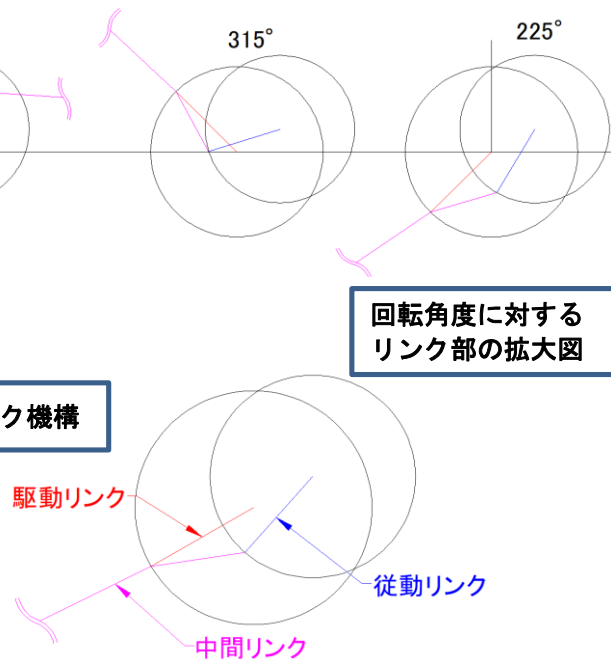 315°
225°
回転角度に対する
リンク部の拡大図
ク機構
駆動リンク
従動リンク
中間リンク